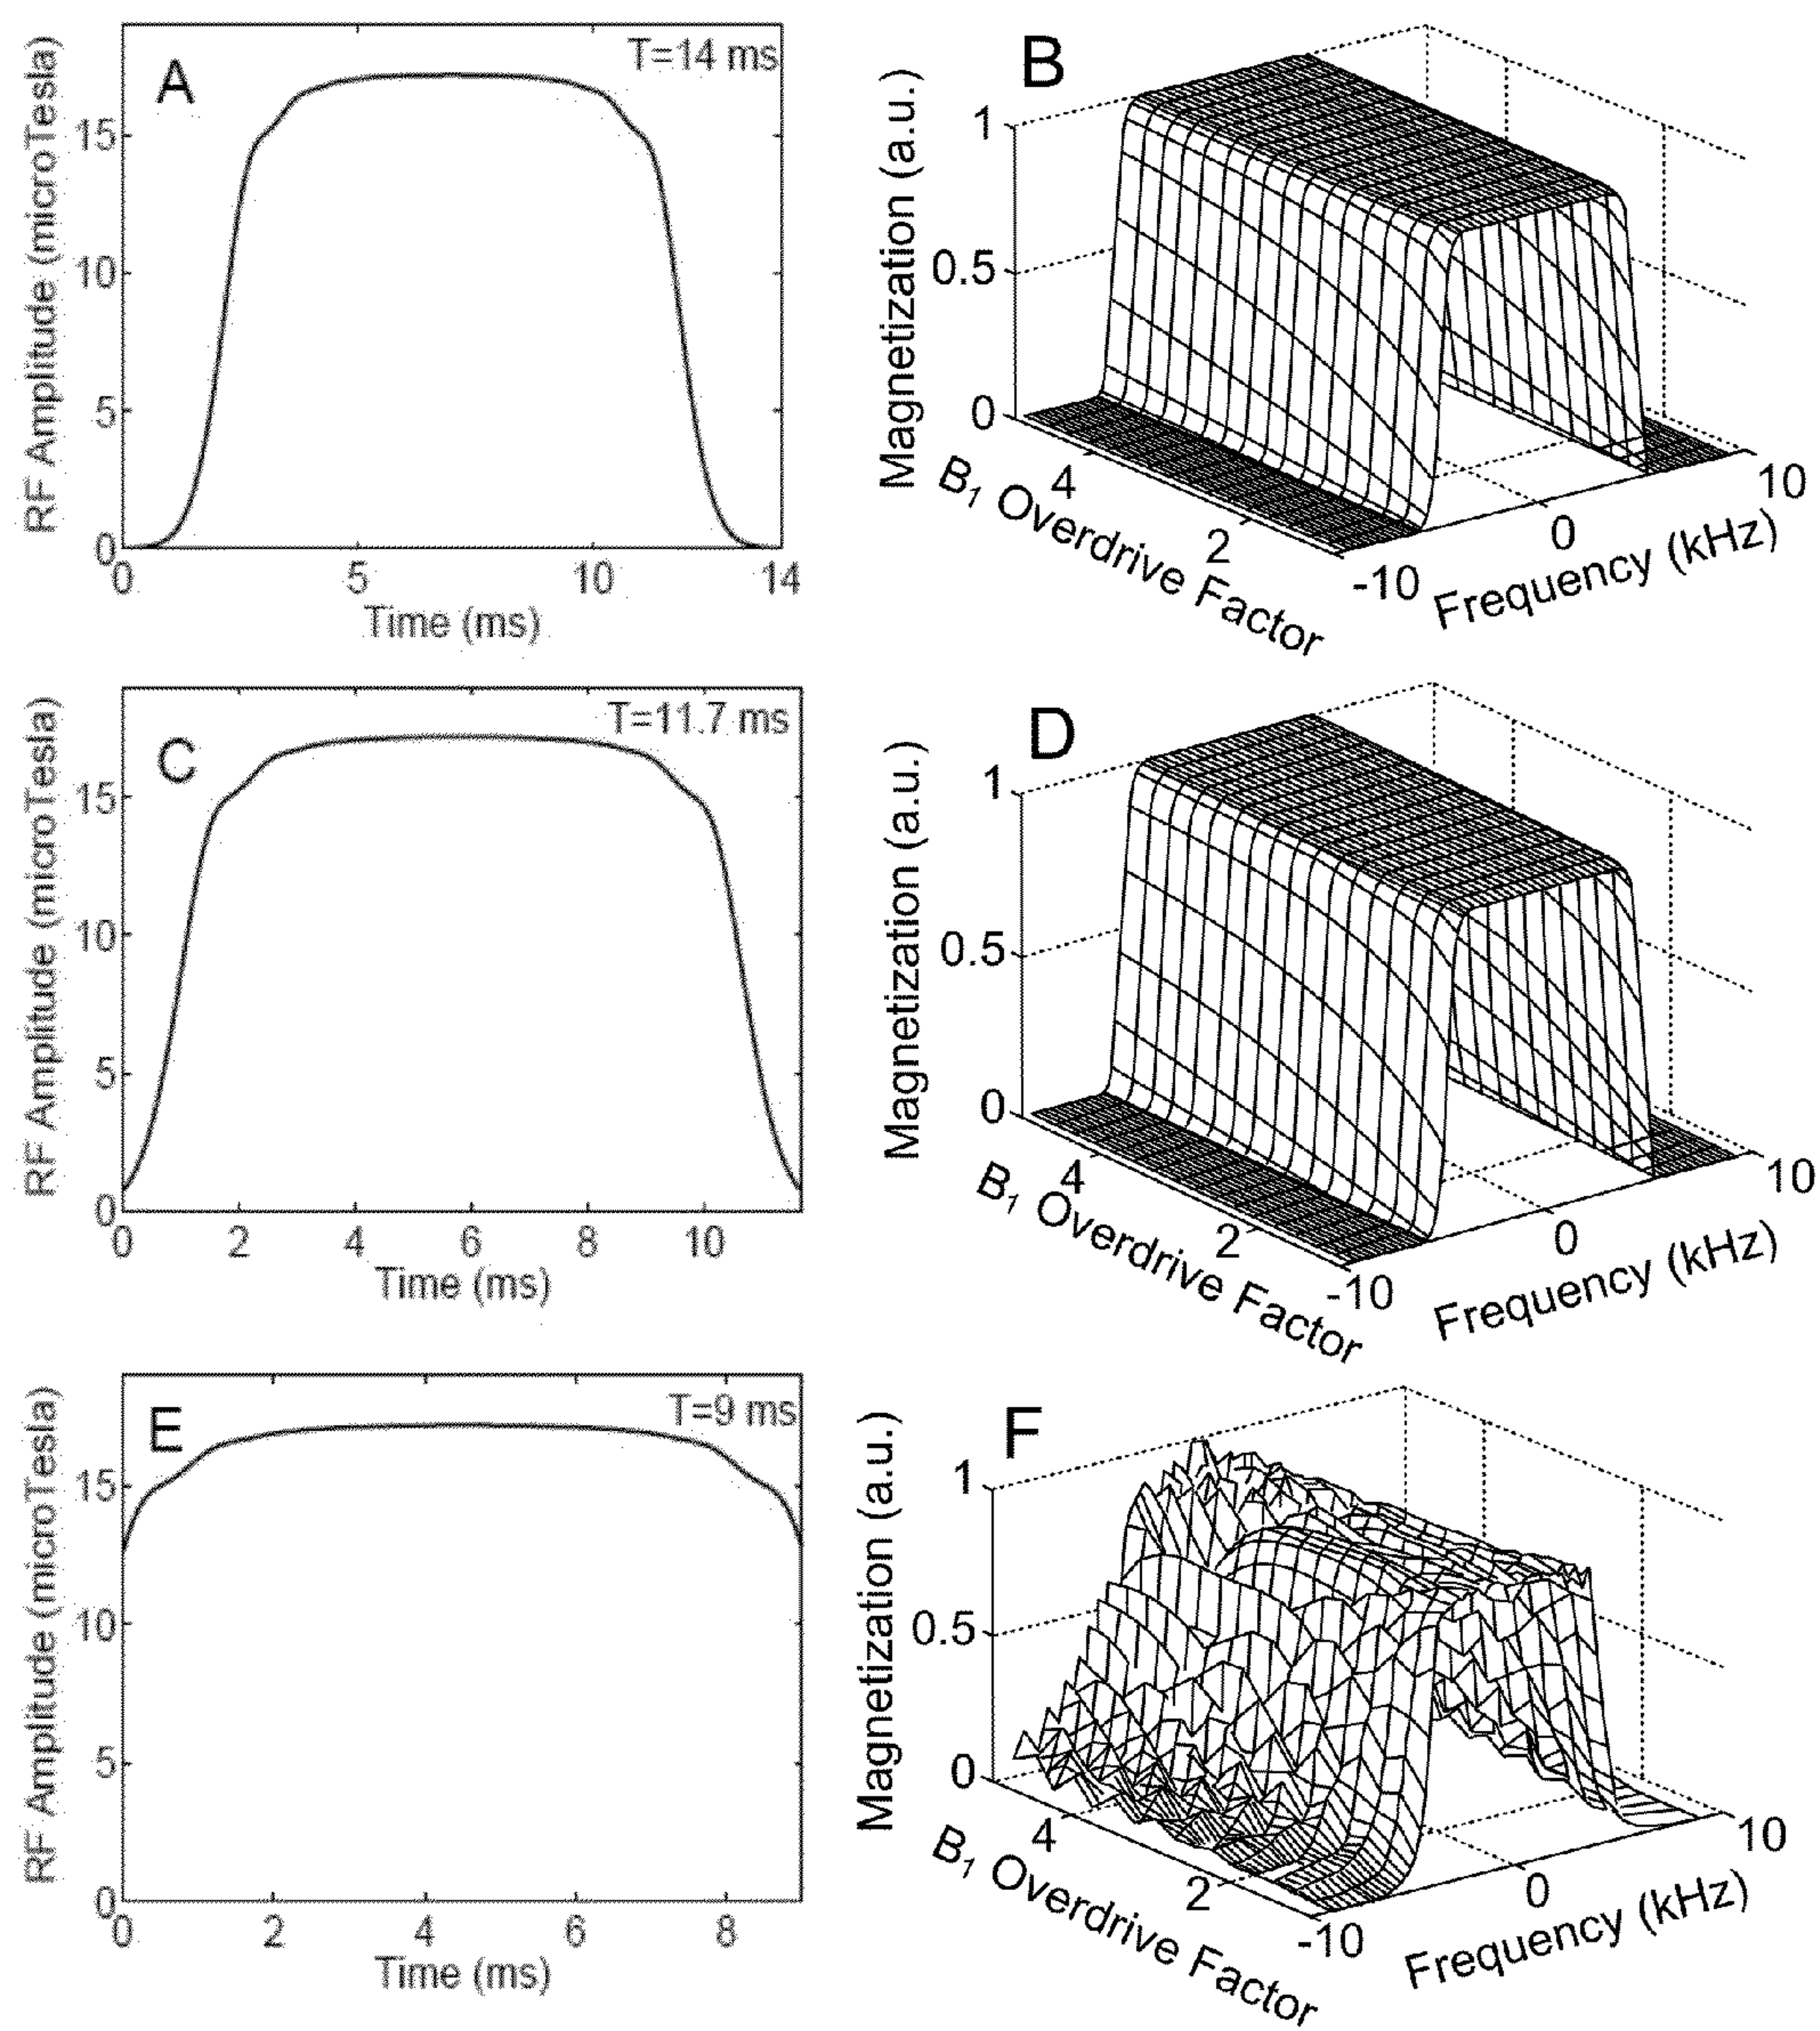 A
T=14 ms
RF Amplitude (microTesla)
15
10
5
0
0 5 10 14
Time (ms)
B
Magnetization (a.u.)
1
0.5
0
4
2
B1 Overdrive Factor
-10
0
10
Frequency (kHz)
C
T=11.7 ms
RF Amplitude (microTesla)
15
10
5
0
0 2 4 6 8 10
Time (ms)
D
Magnetization (a.u.)
1
0.5
0
4
2
B1 Overdrive Factor
-10
0
10
Frequency (kHz)
E
T=9 ms
RF Amplitude (microTesla)
15
10
5
0
0 2 4 6 8
Time (ms)
F
Magnetization (a.u.)
1
0.5
0
4
2
B1 Overdrive Factor
-10
0
10
Frequency (kHz)